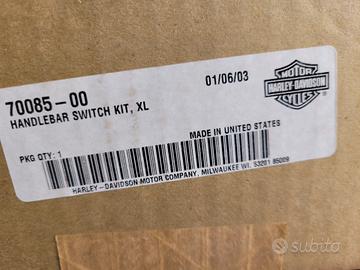 70085-00
01/06/03
HANDLEBAR SWITCH KIT, XL
MOTOR
HARLEY-DAVIDSON
CYCLES
MADE IN UNITED STATES
PKG QTY: 1
HARLEY-DAVIDSON MOTOR COMPANY, MILWAUKEE WI. 53201 85009
subito